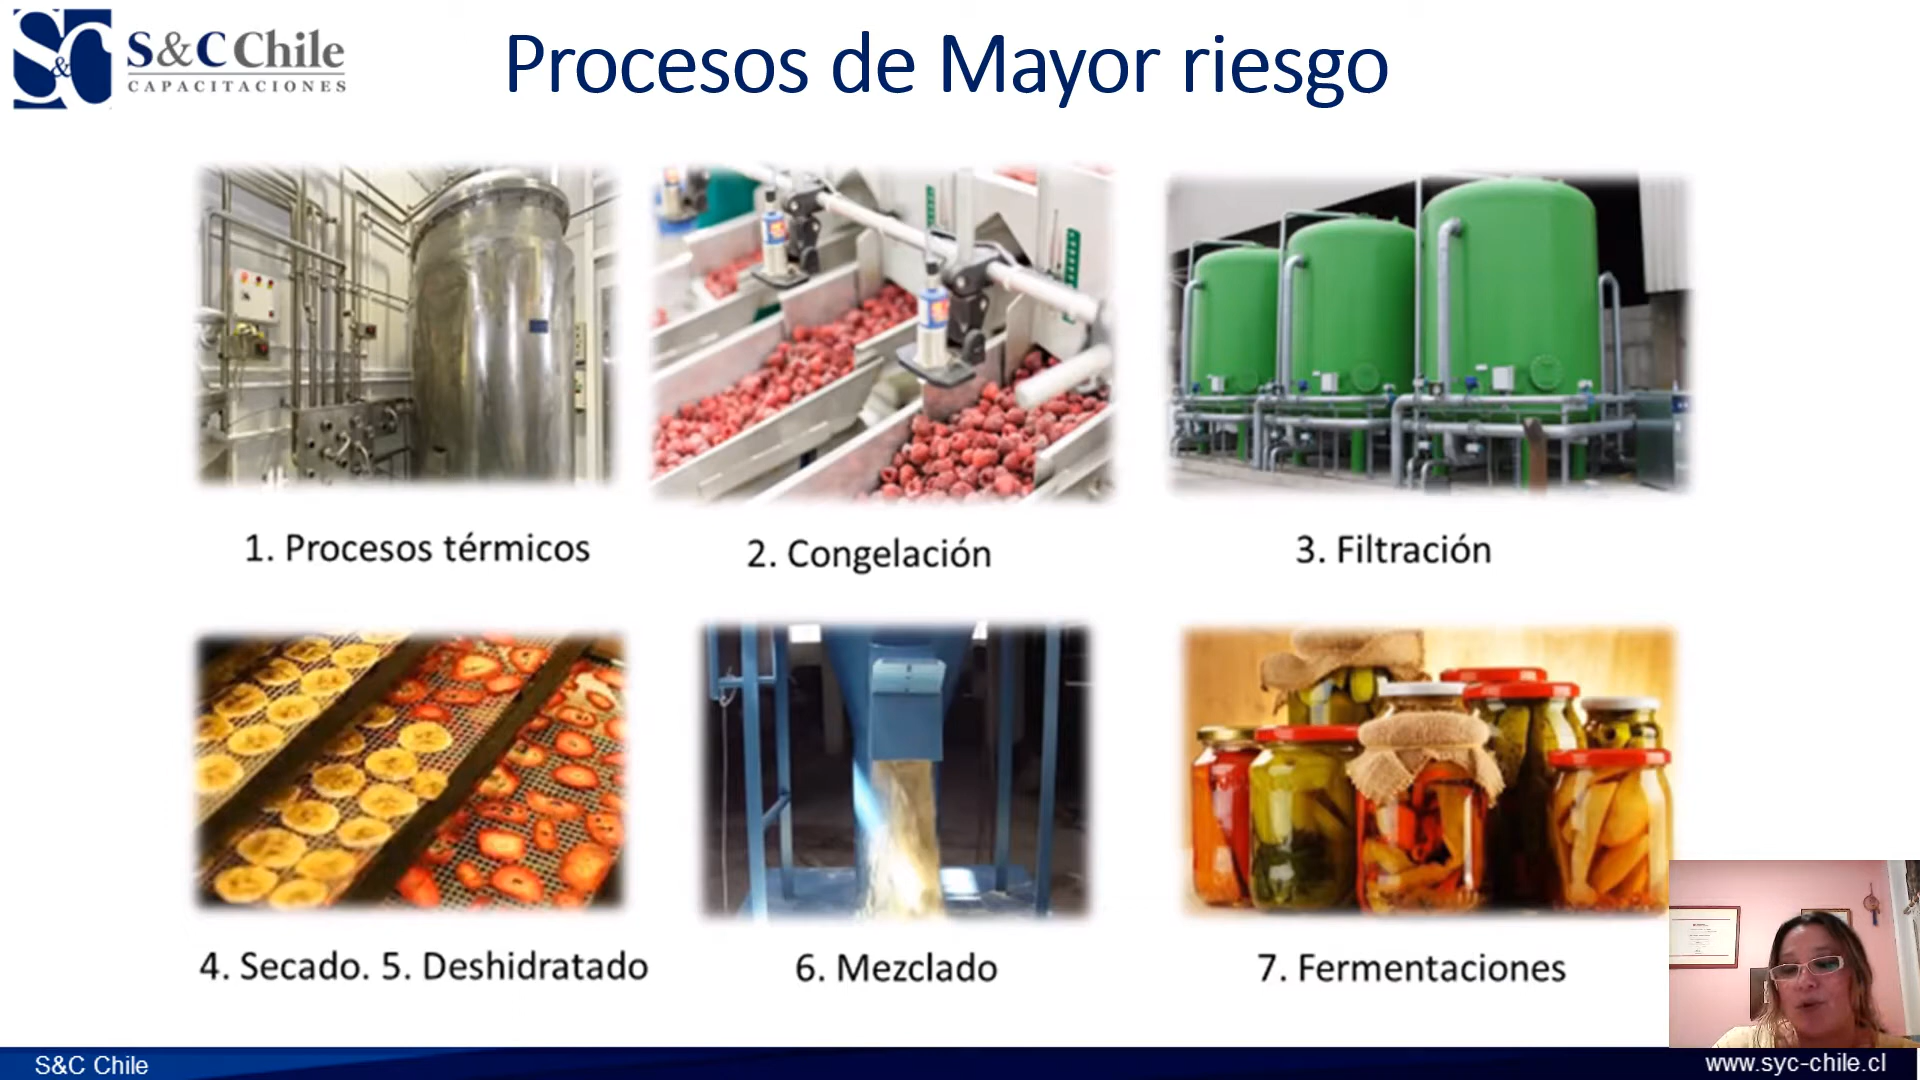 S&C Chile
CAPACITACIONES
Procesos de Mayor riesgo
1. Procesos térmicos
2. Congelación
3. Filtración
4. Secado. 5. Deshidratado
6. Mezclado
7. Fermentaciones
S&C Chile
www.syc-chile.cl